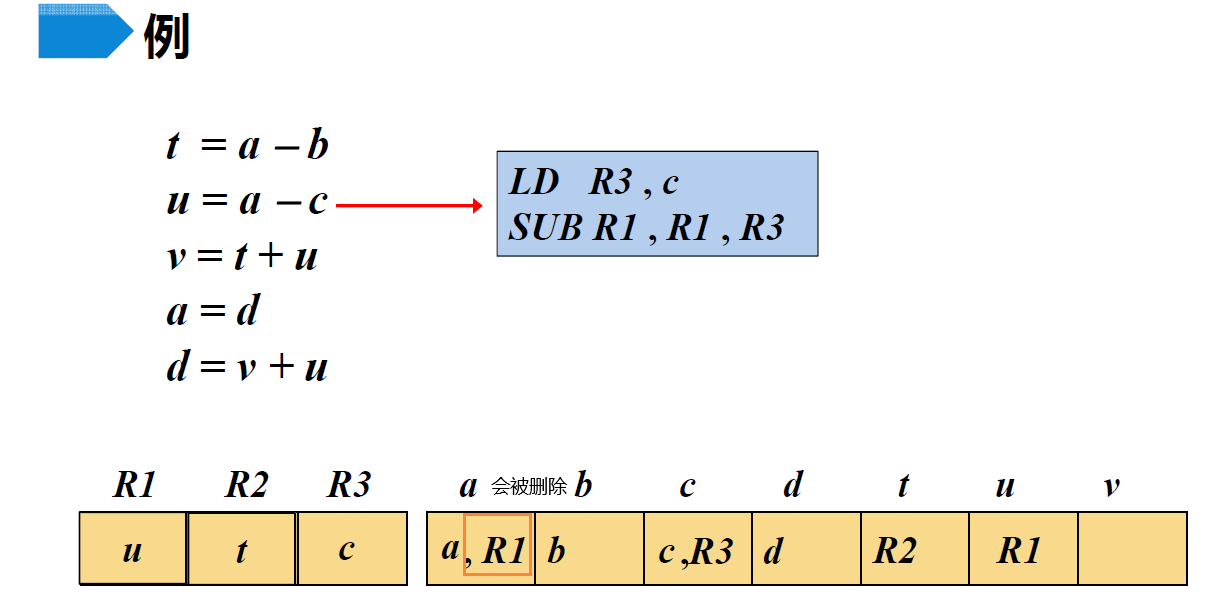 例
t = a – b
u = a – c
v = t + u
a = d
d = v + u
LD R3 , c
SUB R1 , R1 , R3
R1 R2 R3 a 会被删除 b c d t u v
u t c a , R1 b c ,R3 d R2 R1